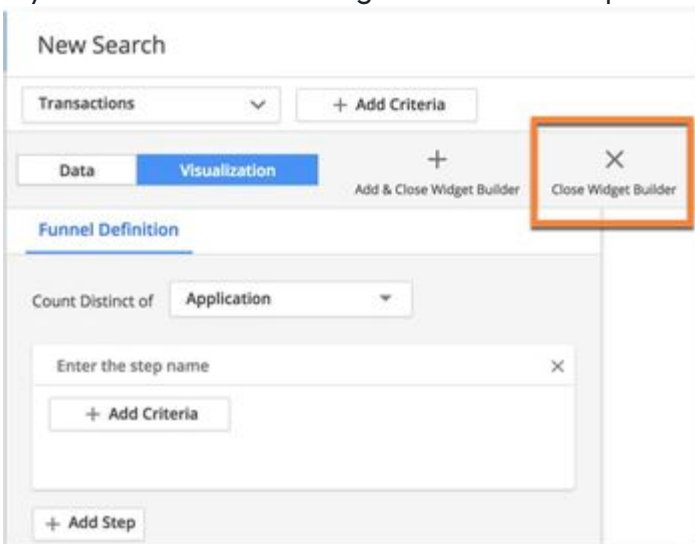 New Search
Transactions
+ Add Criteria
Data
Visualization
Add & Close Widget Builder
Close Widget Builder
Funnel Definition
Count Distinct of
Application
Enter the step name
+ Add Criteria
+ Add Step